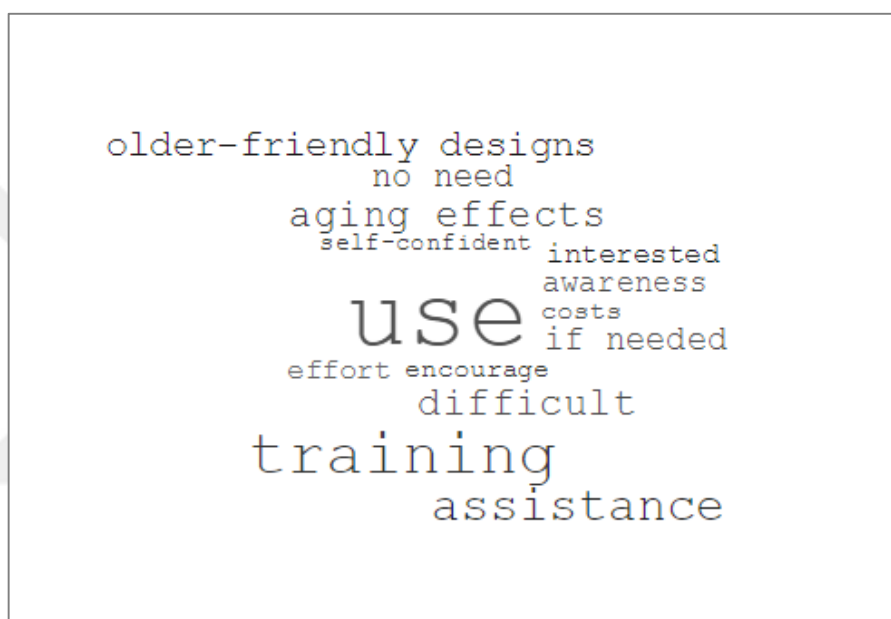 older-friendly designs
no need
aging effects
self-confident
interested
awareness
costs
use
if needed
effort encourage
difficult
training
assistance